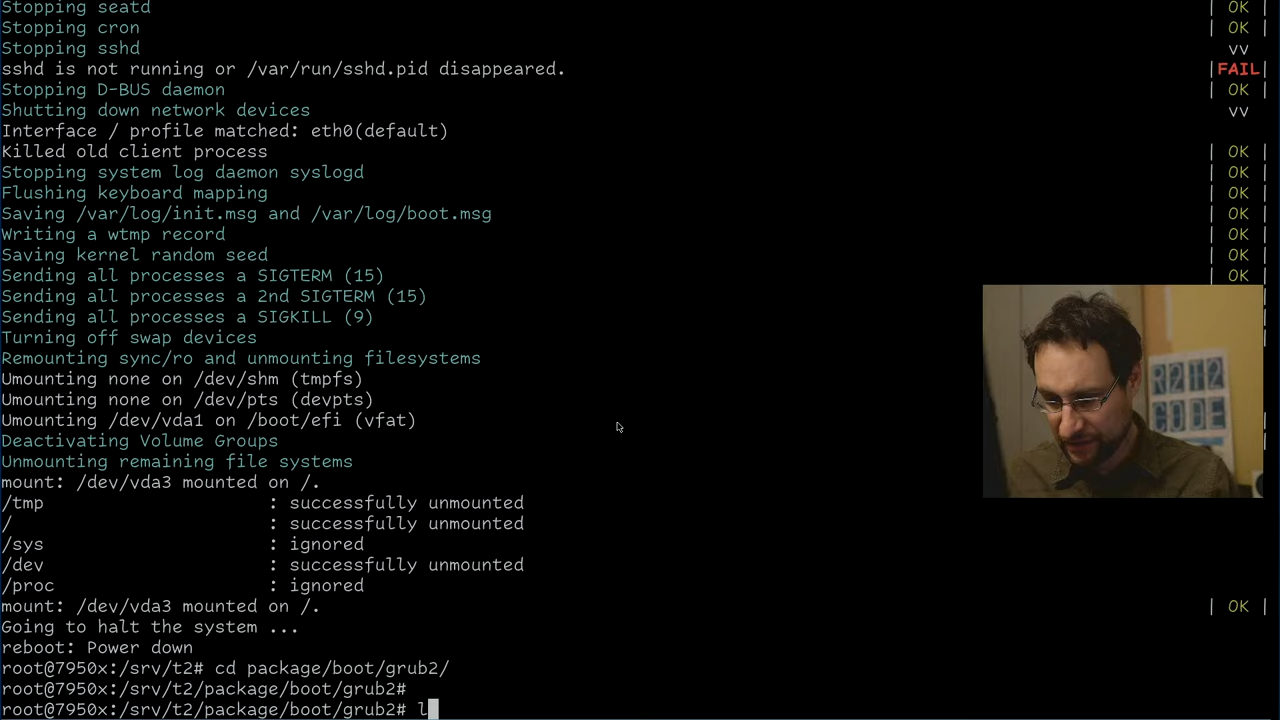 Stopping seatd | OK |
Stopping cron | OK |
Stopping sshd vv
sshd is not running or /var/run/sshd.pid disappeared. |FAIL|
Stopping D-BUS daemon | OK |
Shutting down network devices vv
Interface / profile matched: eth0(default)
Killed old client process | OK |
Stopping system log daemon syslogd | OK |
Flushing keyboard mapping | OK |
Saving /var/log/init.msg and /var/log/boot.msg | OK |
Writing a wtmp record | OK |
Saving kernel random seed | OK |
Sending all processes a SIGTERM (15) | OK |
Sending all processes a 2nd SIGTERM (15)
Sending all processes a SIGKILL (9)
Turning off swap devices
Remounting sync/ro and unmounting filesystems
Umounting none on /dev/shm (tmpfs)
Umounting none on /dev/pts (devpts)
Umounting /dev/vda1 on /boot/efi (vfat)
Deactivating Volume Groups
Unmounting remaining file systems
mount: /dev/vda3 mounted on /.
/tmp : successfully unmounted
/ : successfully unmounted
/sys : ignored
/dev : successfully unmounted
/proc : ignored
mount: /dev/vda3 mounted on /. | OK |
Going to halt the system ...
reboot: Power down
root@7950x:/srv/t2# cd package/boot/grub2/
root@7950x:/srv/t2/package/boot/grub2#
root@7950x:/srv/t2/package/boot/grub2# l